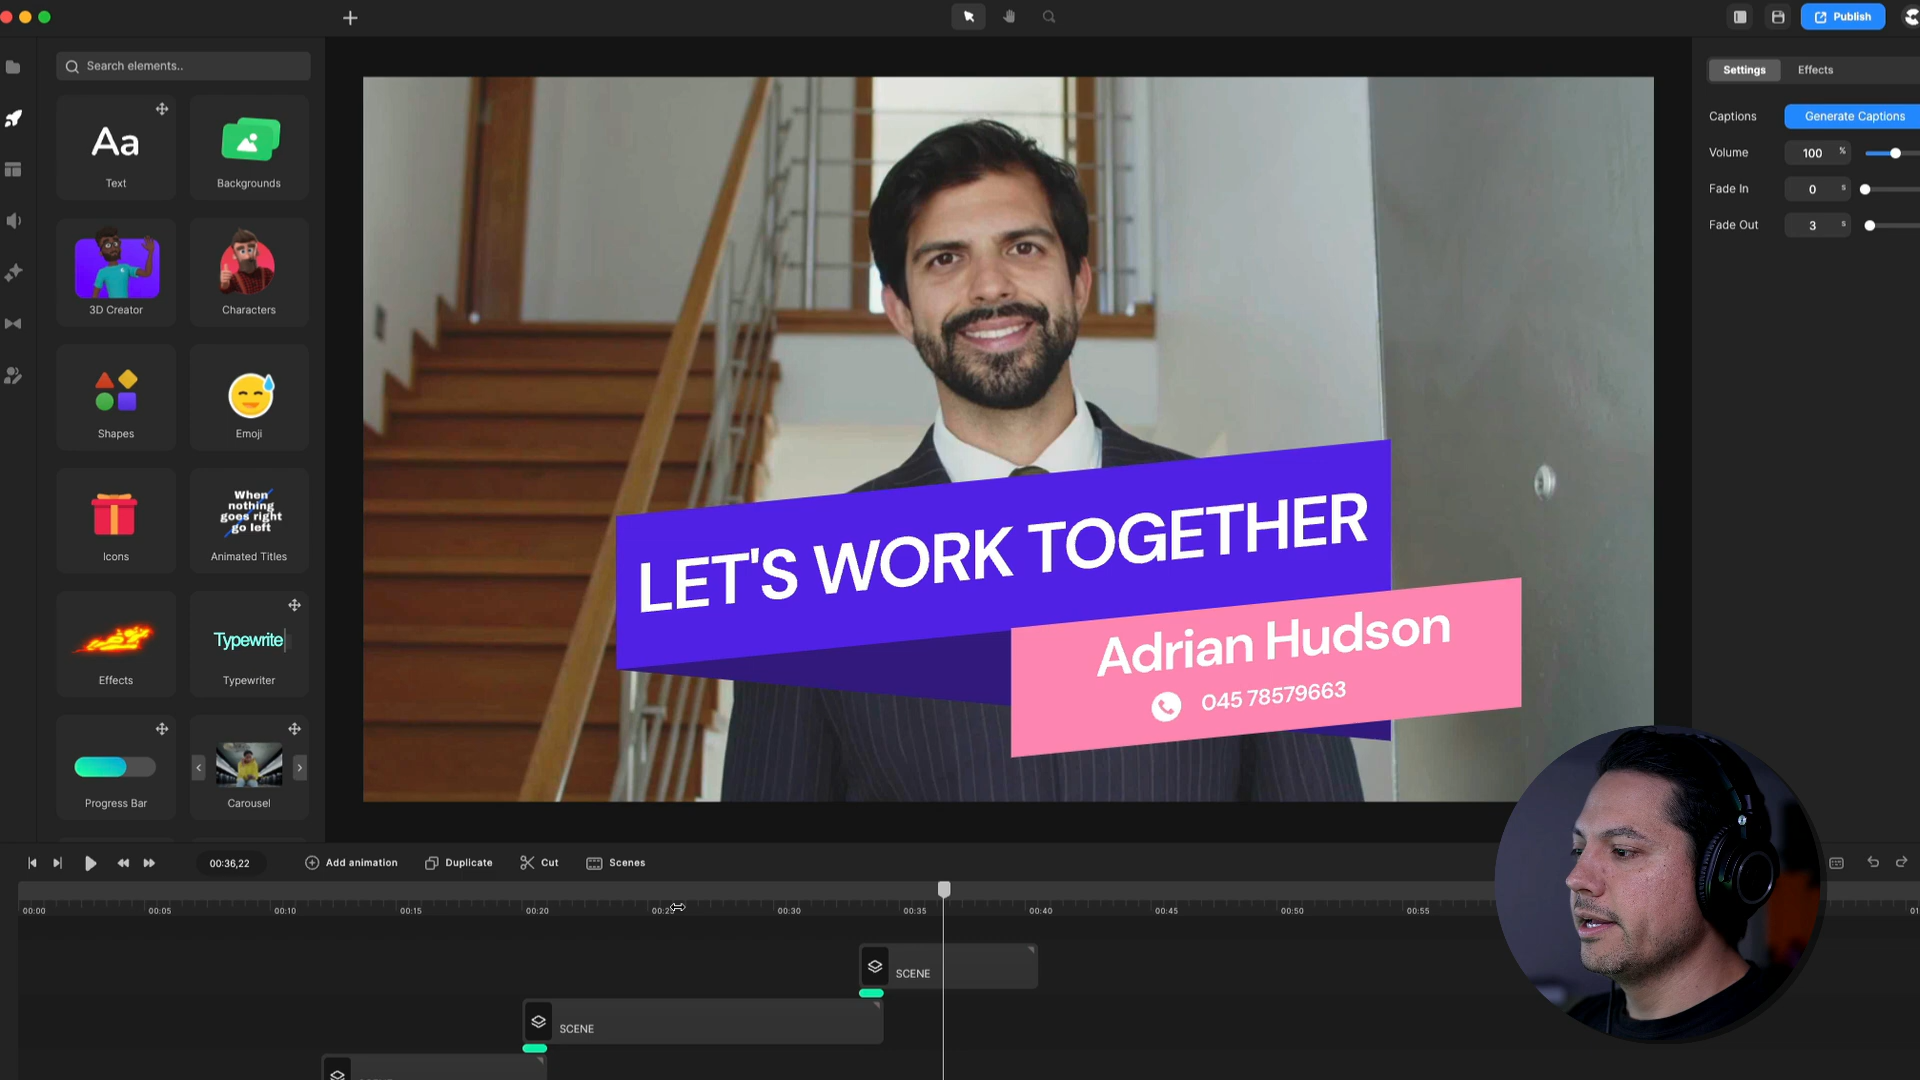 Publish
Search elements..
Settings
Effects
Aa
Text
Backgrounds
Captions
Generate Captions
Volume
100
%
Fade In
0
s
Fade Out
3
s
3D Creator
Characters
Shapes
Emoji
When
nothing
goes right
go left
Icons
Animated Titles
LET'S WORK TOGETHER
Adrian Hudson
045 78579663
Effects
Typewrite
Typewriter
Progress Bar
Carousel
00:36,22
Add animation
Duplicate
Cut
Scenes
00:00
00:05
00:10
00:15
00:20
00:30
00:35
00:40
00:45
00:50
00:55
SCENE
SCENE